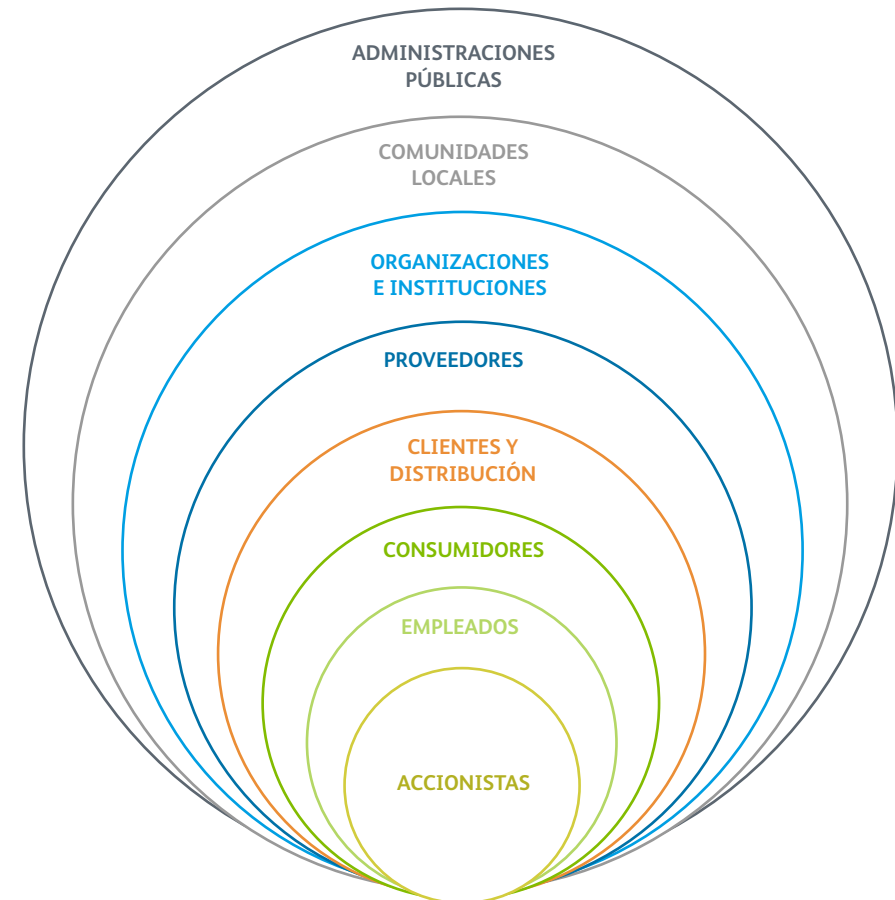 ADMINISTRACIONES
PÚBLICAS
COMUNIDADES
LOCALES
ORGANIZACIONES
E INSTITUCIONES
PROVEEDORES
CLIENTES Y
DISTRIBUCIÓN
CONSUMIDORES
EMPLEADOS
ACCIONISTAS